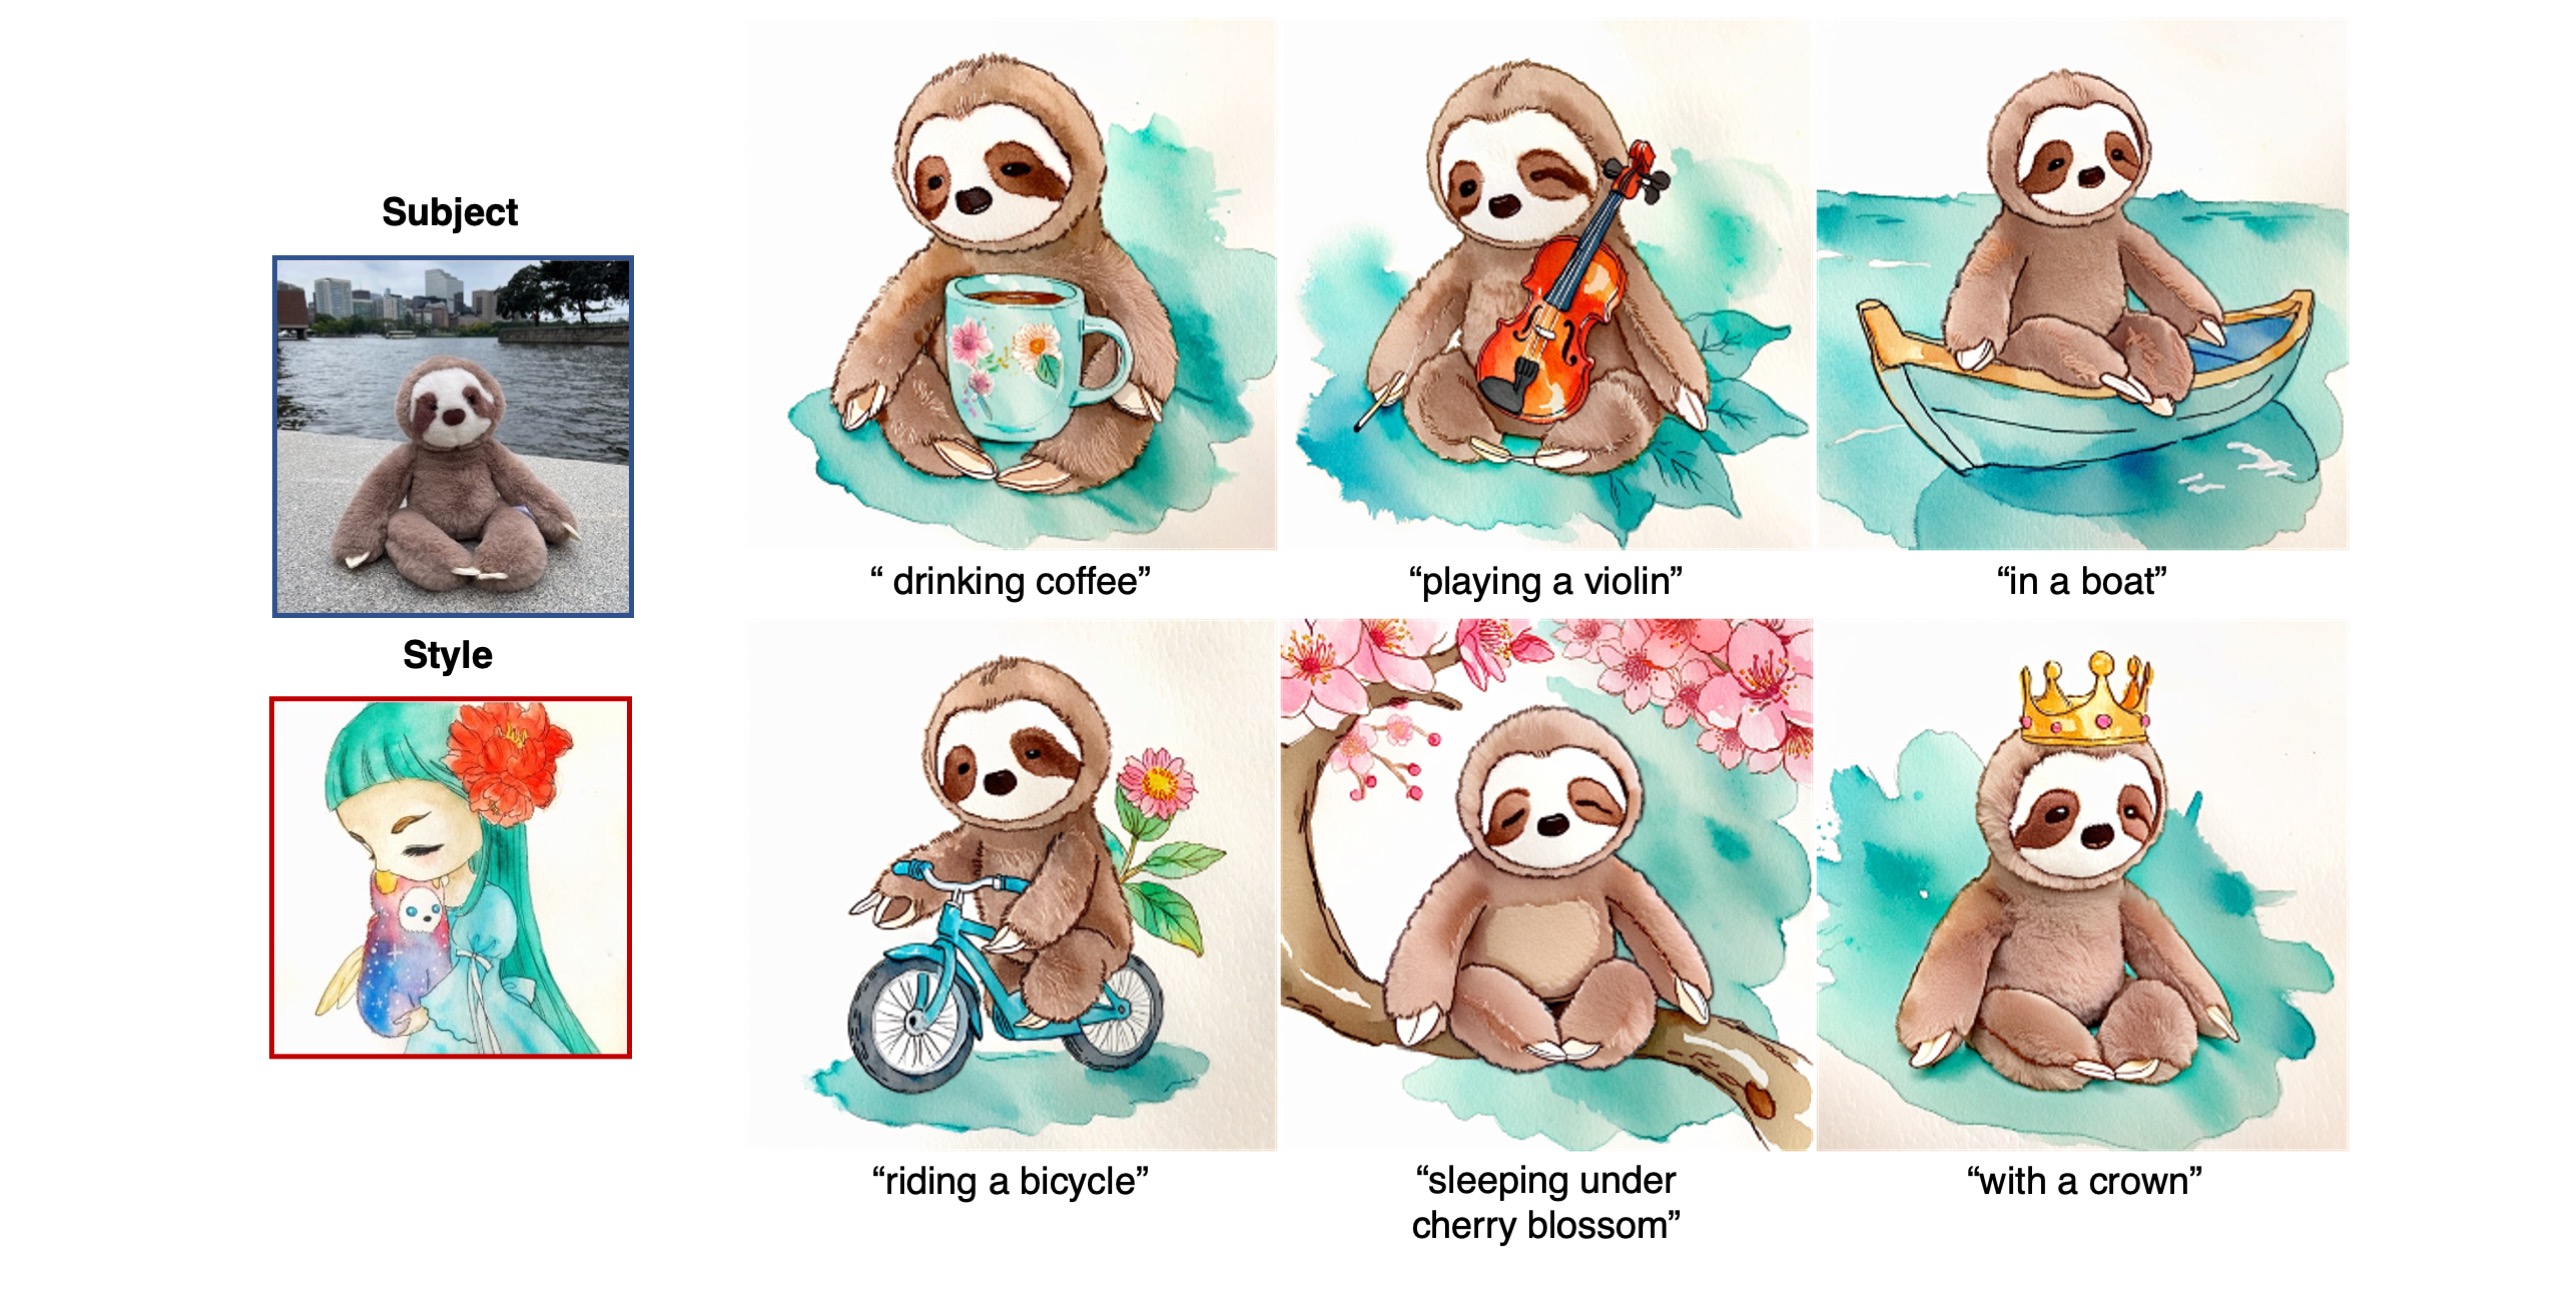 Subject
Style
“ drinking coffee”
“playing a violin”
“in a boat”
“riding a bicycle”
“sleeping under
cherry blossom”
“with a crown”